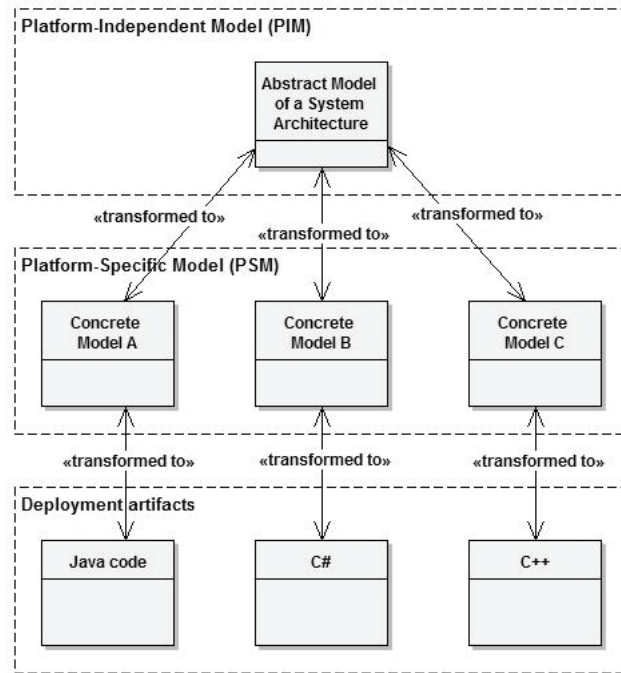 Platform-Independent Model (PIM)
Abstract Model
of a System
Architecture
«transformed to»
«transformed to»
«transformed to»
Platform-Specific Model (PSM)
Concrete
Model A
Concrete
Model B
Concrete
Model C
«transformed to»
«transformed to»
«transformed to»
Deployment artifacts
Java code
C#
C++